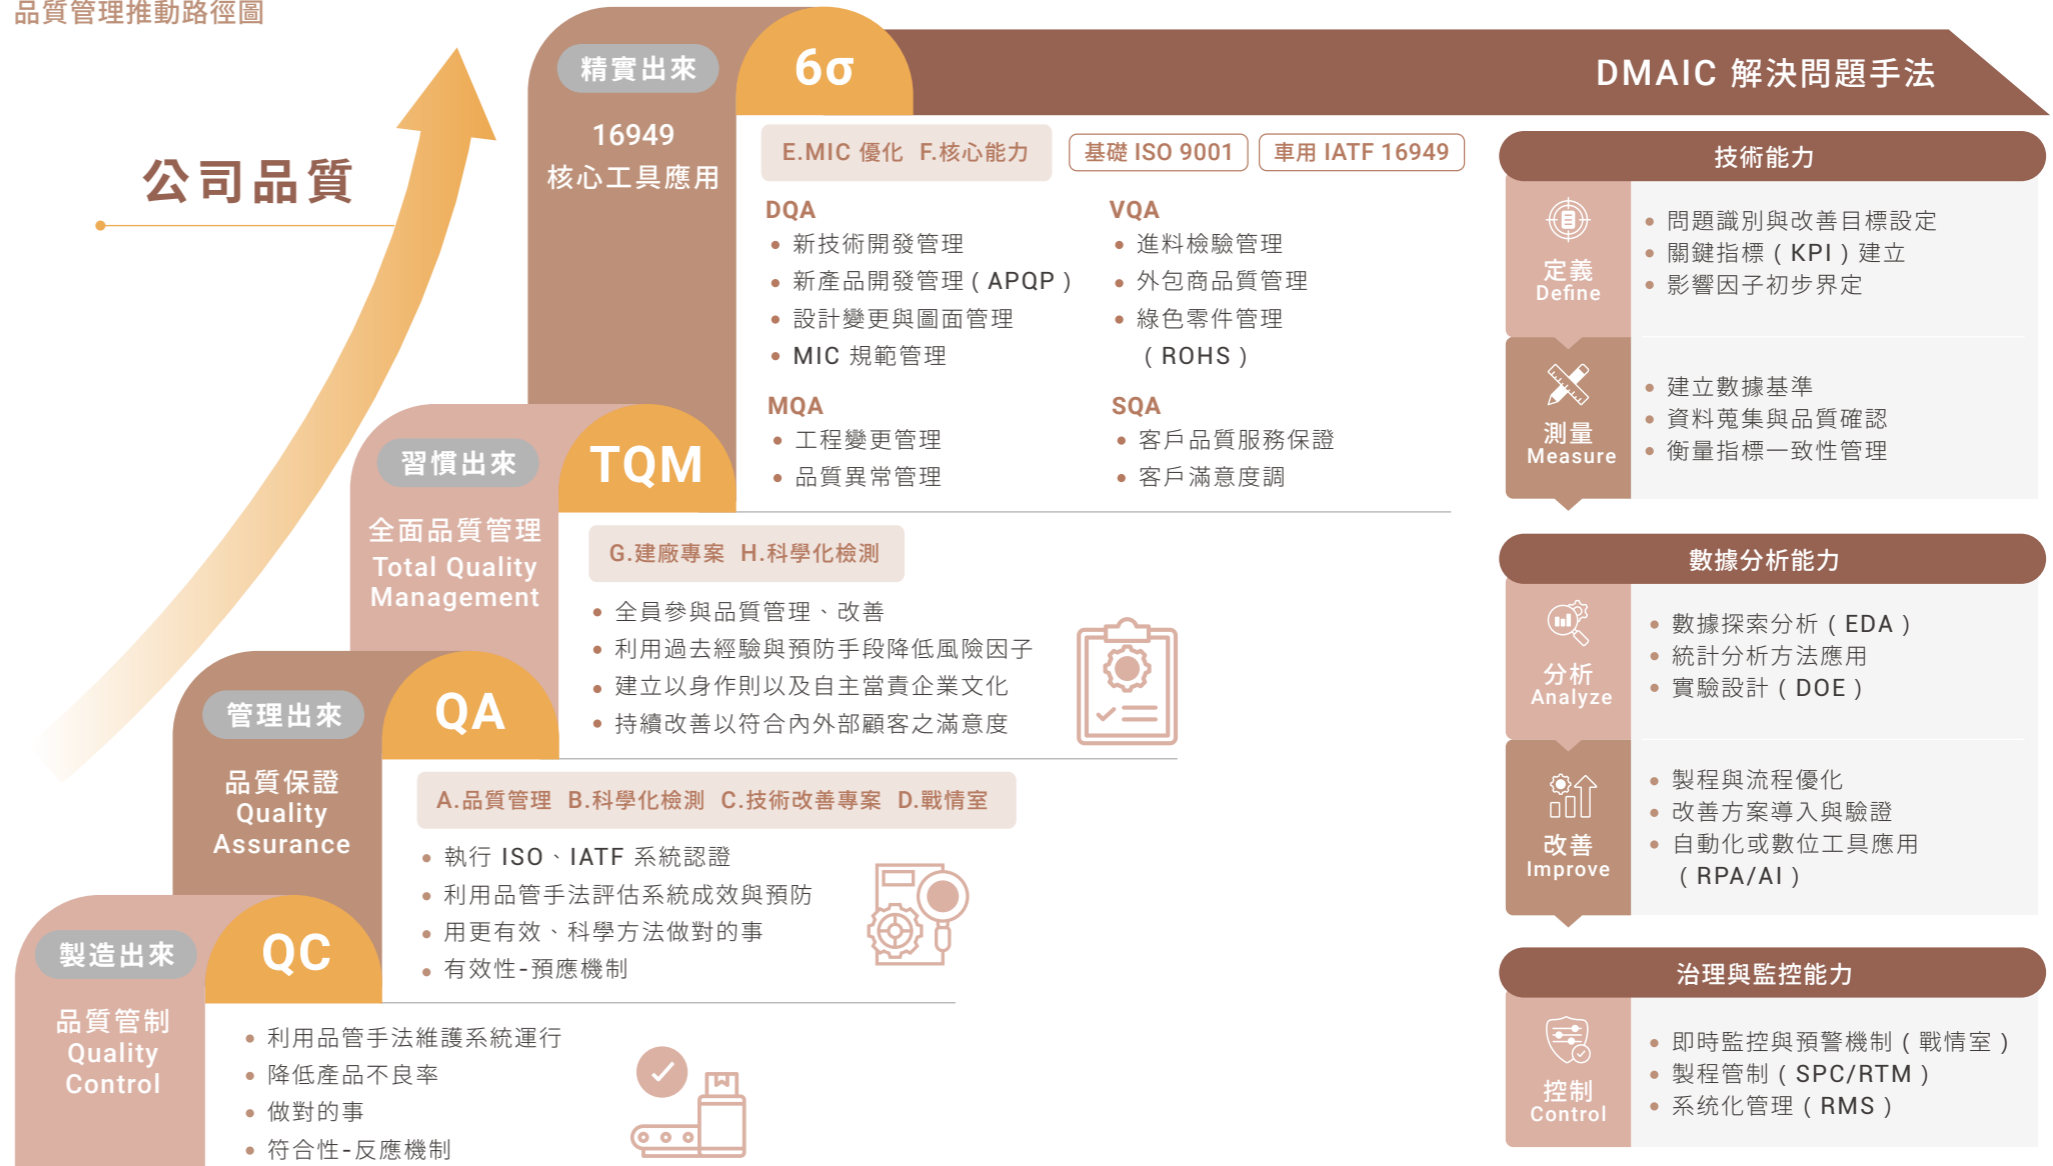 品質管理推動路徑圖
公司品質
精實出來
6σ
16949
核心工具應用
DMAIC 解決問題手法
E.MIC 優化 F.核心能力
基礎 ISO 9001
車用 IATF 16949
DQA
• 新技術開發管理
• 新產品開發管理 ( APQP )
• 設計變更與圖面管理
• MIC 規範管理
VQA
• 進料檢驗管理
• 外包商品質管理
• 綠色零件管理
( ROHS )
MQA
• 工程變更管理
• 品質異常管理
SQA
• 客戶品質服務保證
• 客戶滿意度調
習慣出來
TQM
全面品質管理
Total Quality
Management
G.建廠專案 H.科學化檢測
• 全員參與品質管理、改善
• 利用過去經驗與預防手段降低風險因子
• 建立以身作則以及自主當責企業文化
• 持續改善以符合內外部顧客之滿意度
管理出來
QA
品質保證
Quality
Assurance
A.品質管理 B.科學化檢測 C.技術改善專案 D.戰情室
• 執行 ISO、IATF 系統認證
• 利用品管手法評估系統成效與預防
• 用更有效、科學方法做對的事
• 有效性-預應機制
製造出來
QC
品質管制
Quality
Control
• 利用品管手法維護系統運行
• 降低產品不良率
• 做對的事
• 符合性-反應機制
技術能力
定義
Define
• 問題識別與改善目標設定
• 關鍵指標 ( KPI ) 建立
• 影響因子初步界定
測量
Measure
• 建立數據基準
• 資料蒐集與品質確認
• 衡量指標一致性管理
數據分析能力
分析
Analyze
• 數據探索分析 ( EDA )
• 統計分析方法應用
• 實驗設計 ( DOE )
改善
Improve
• 製程與流程優化
• 改善方案導入與驗證
• 自動化或數位工具應用
( RPA/AI )
治理與監控能力
控制
Control
• 即時監控與預警機制 ( 戰情室 )
• 製程管制 ( SPC/RTM )
• 系统化管理 ( RMS )